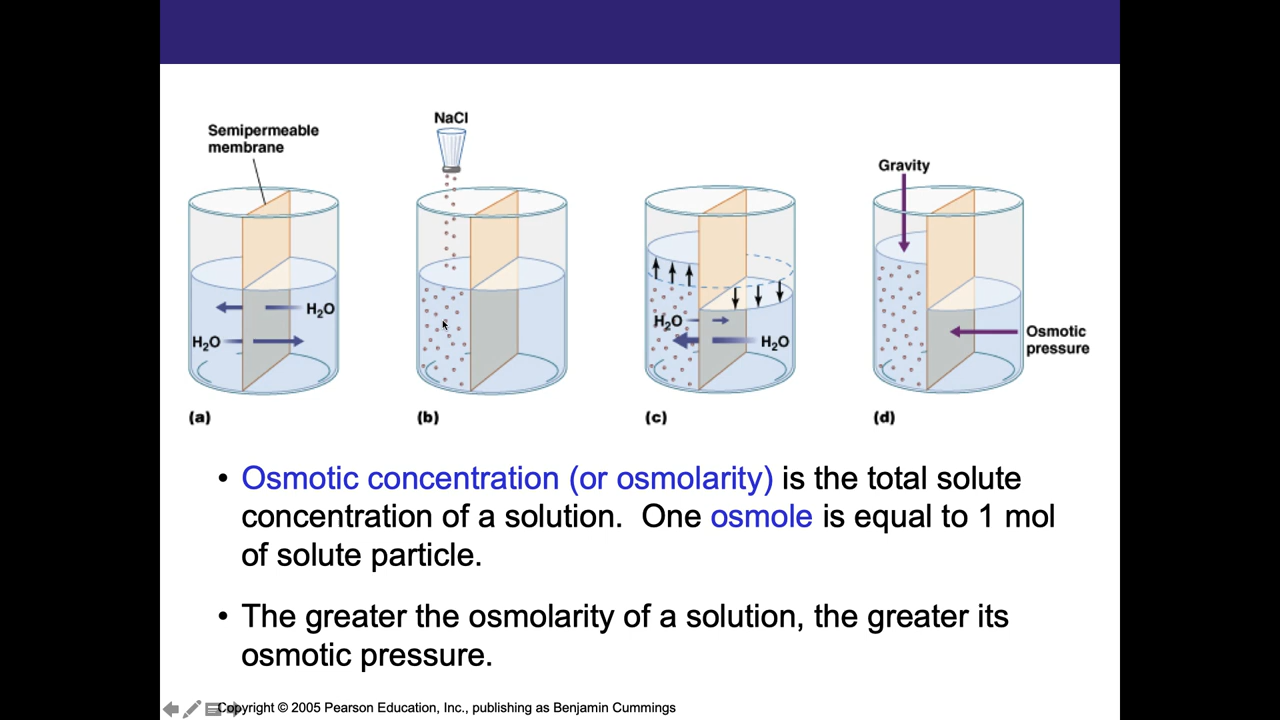 Semipermeable
membrane
NaCl
Gravity
H₂O
H₂O
H₂O
H₂O
Osmotic
pressure
(a)
(b)
(c)
(d)
• Osmotic concentration (or osmolarity) is the total solute
concentration of a solution.  One osmole is equal to 1 mol
of solute particle.
• The greater the osmolarity of a solution, the greater its
osmotic pressure.
Copyright © 2005 Pearson Education, Inc., publishing as Benjamin Cummings